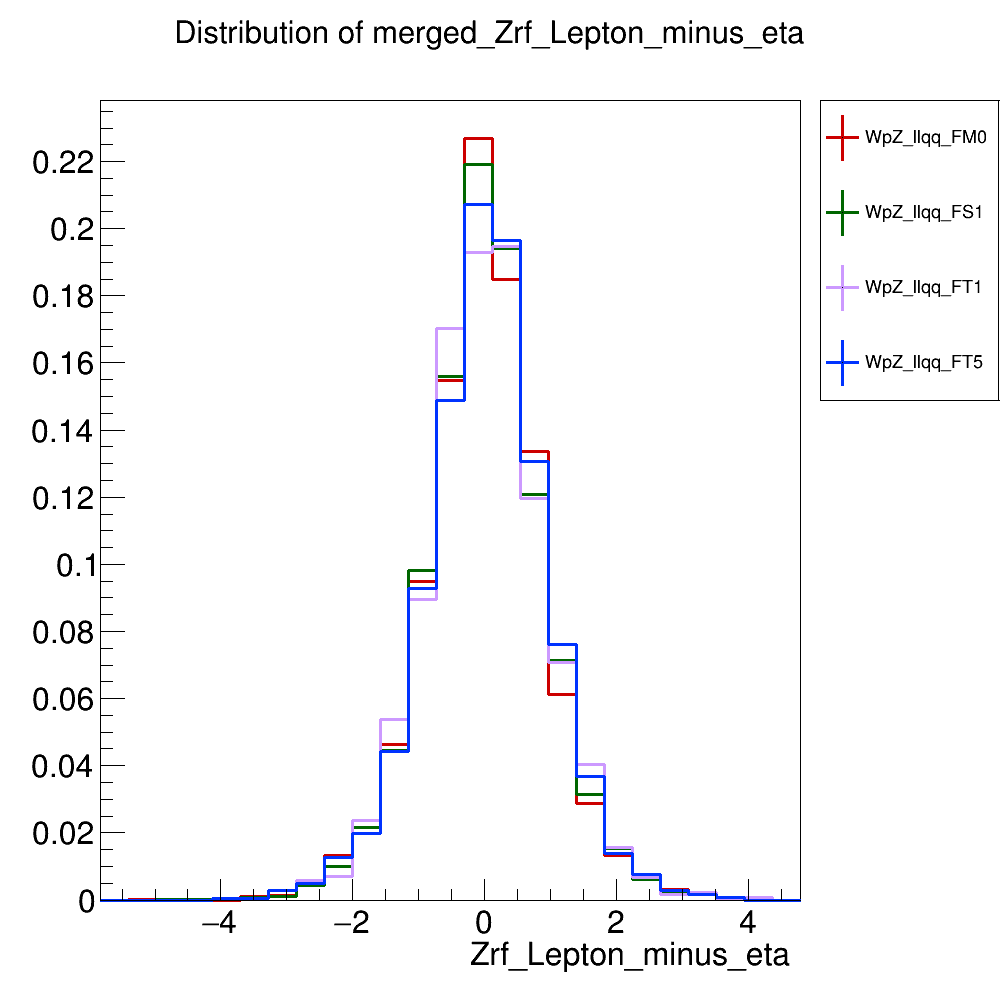 Distribution of merged_Zrf_Lepton_minus_eta
WpZ_llqq_FM0
WpZ_llqq_FS1
WpZ_llqq_FT1
WpZ_llqq_FT5
0.22
0.2
0.18
0.16
0.14
0.12
0.1
0.08
0.06
0.04
0.02
0
−4 −2 0 2 4
Zrf_Lepton_minus_eta